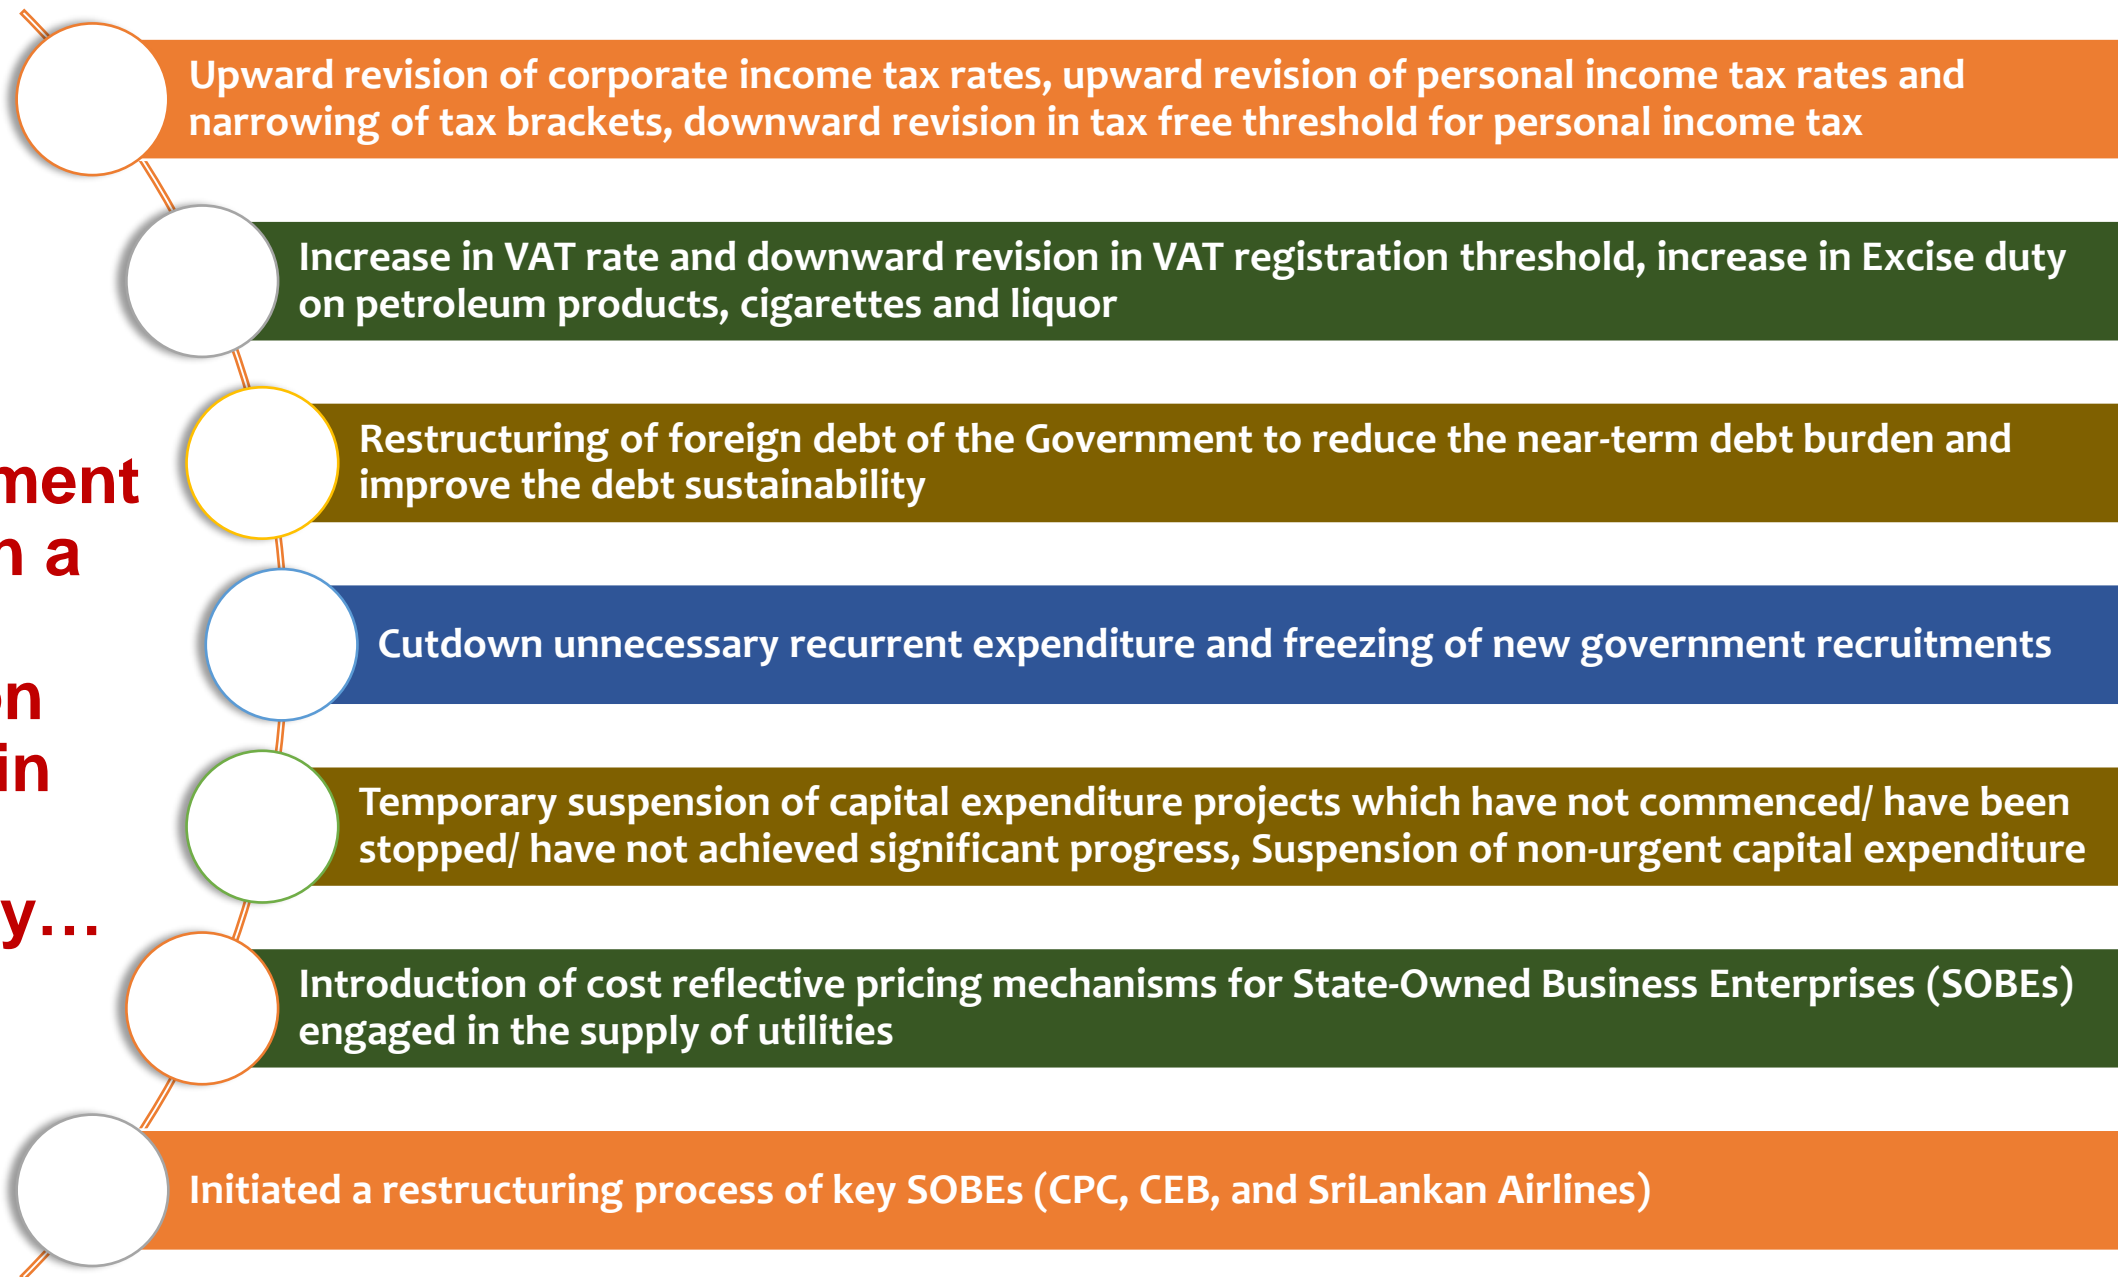 Upward revision of corporate income tax rates, upward revision of personal income tax rates and
narrowing of tax brackets, downward revision in tax free threshold for personal income tax
Increase in VAT rate and downward revision in VAT registration threshold, increase in Excise duty
on petroleum products, cigarettes and liquor
Restructuring of foreign debt of the Government to reduce the near-term debt burden and
improve the debt sustainability
Cutdown unnecessary recurrent expenditure and freezing of new government recruitments
Temporary suspension of capital expenditure projects which have not commenced/ have been
stopped/ have not achieved significant progress, Suspension of non-urgent capital expenditure
Introduction of cost reflective pricing mechanisms for State-Owned Business Enterprises (SOBEs)
engaged in the supply of utilities
Initiated a restructuring process of key SOBEs (CPC, CEB, and SriLankan Airlines)
a
in